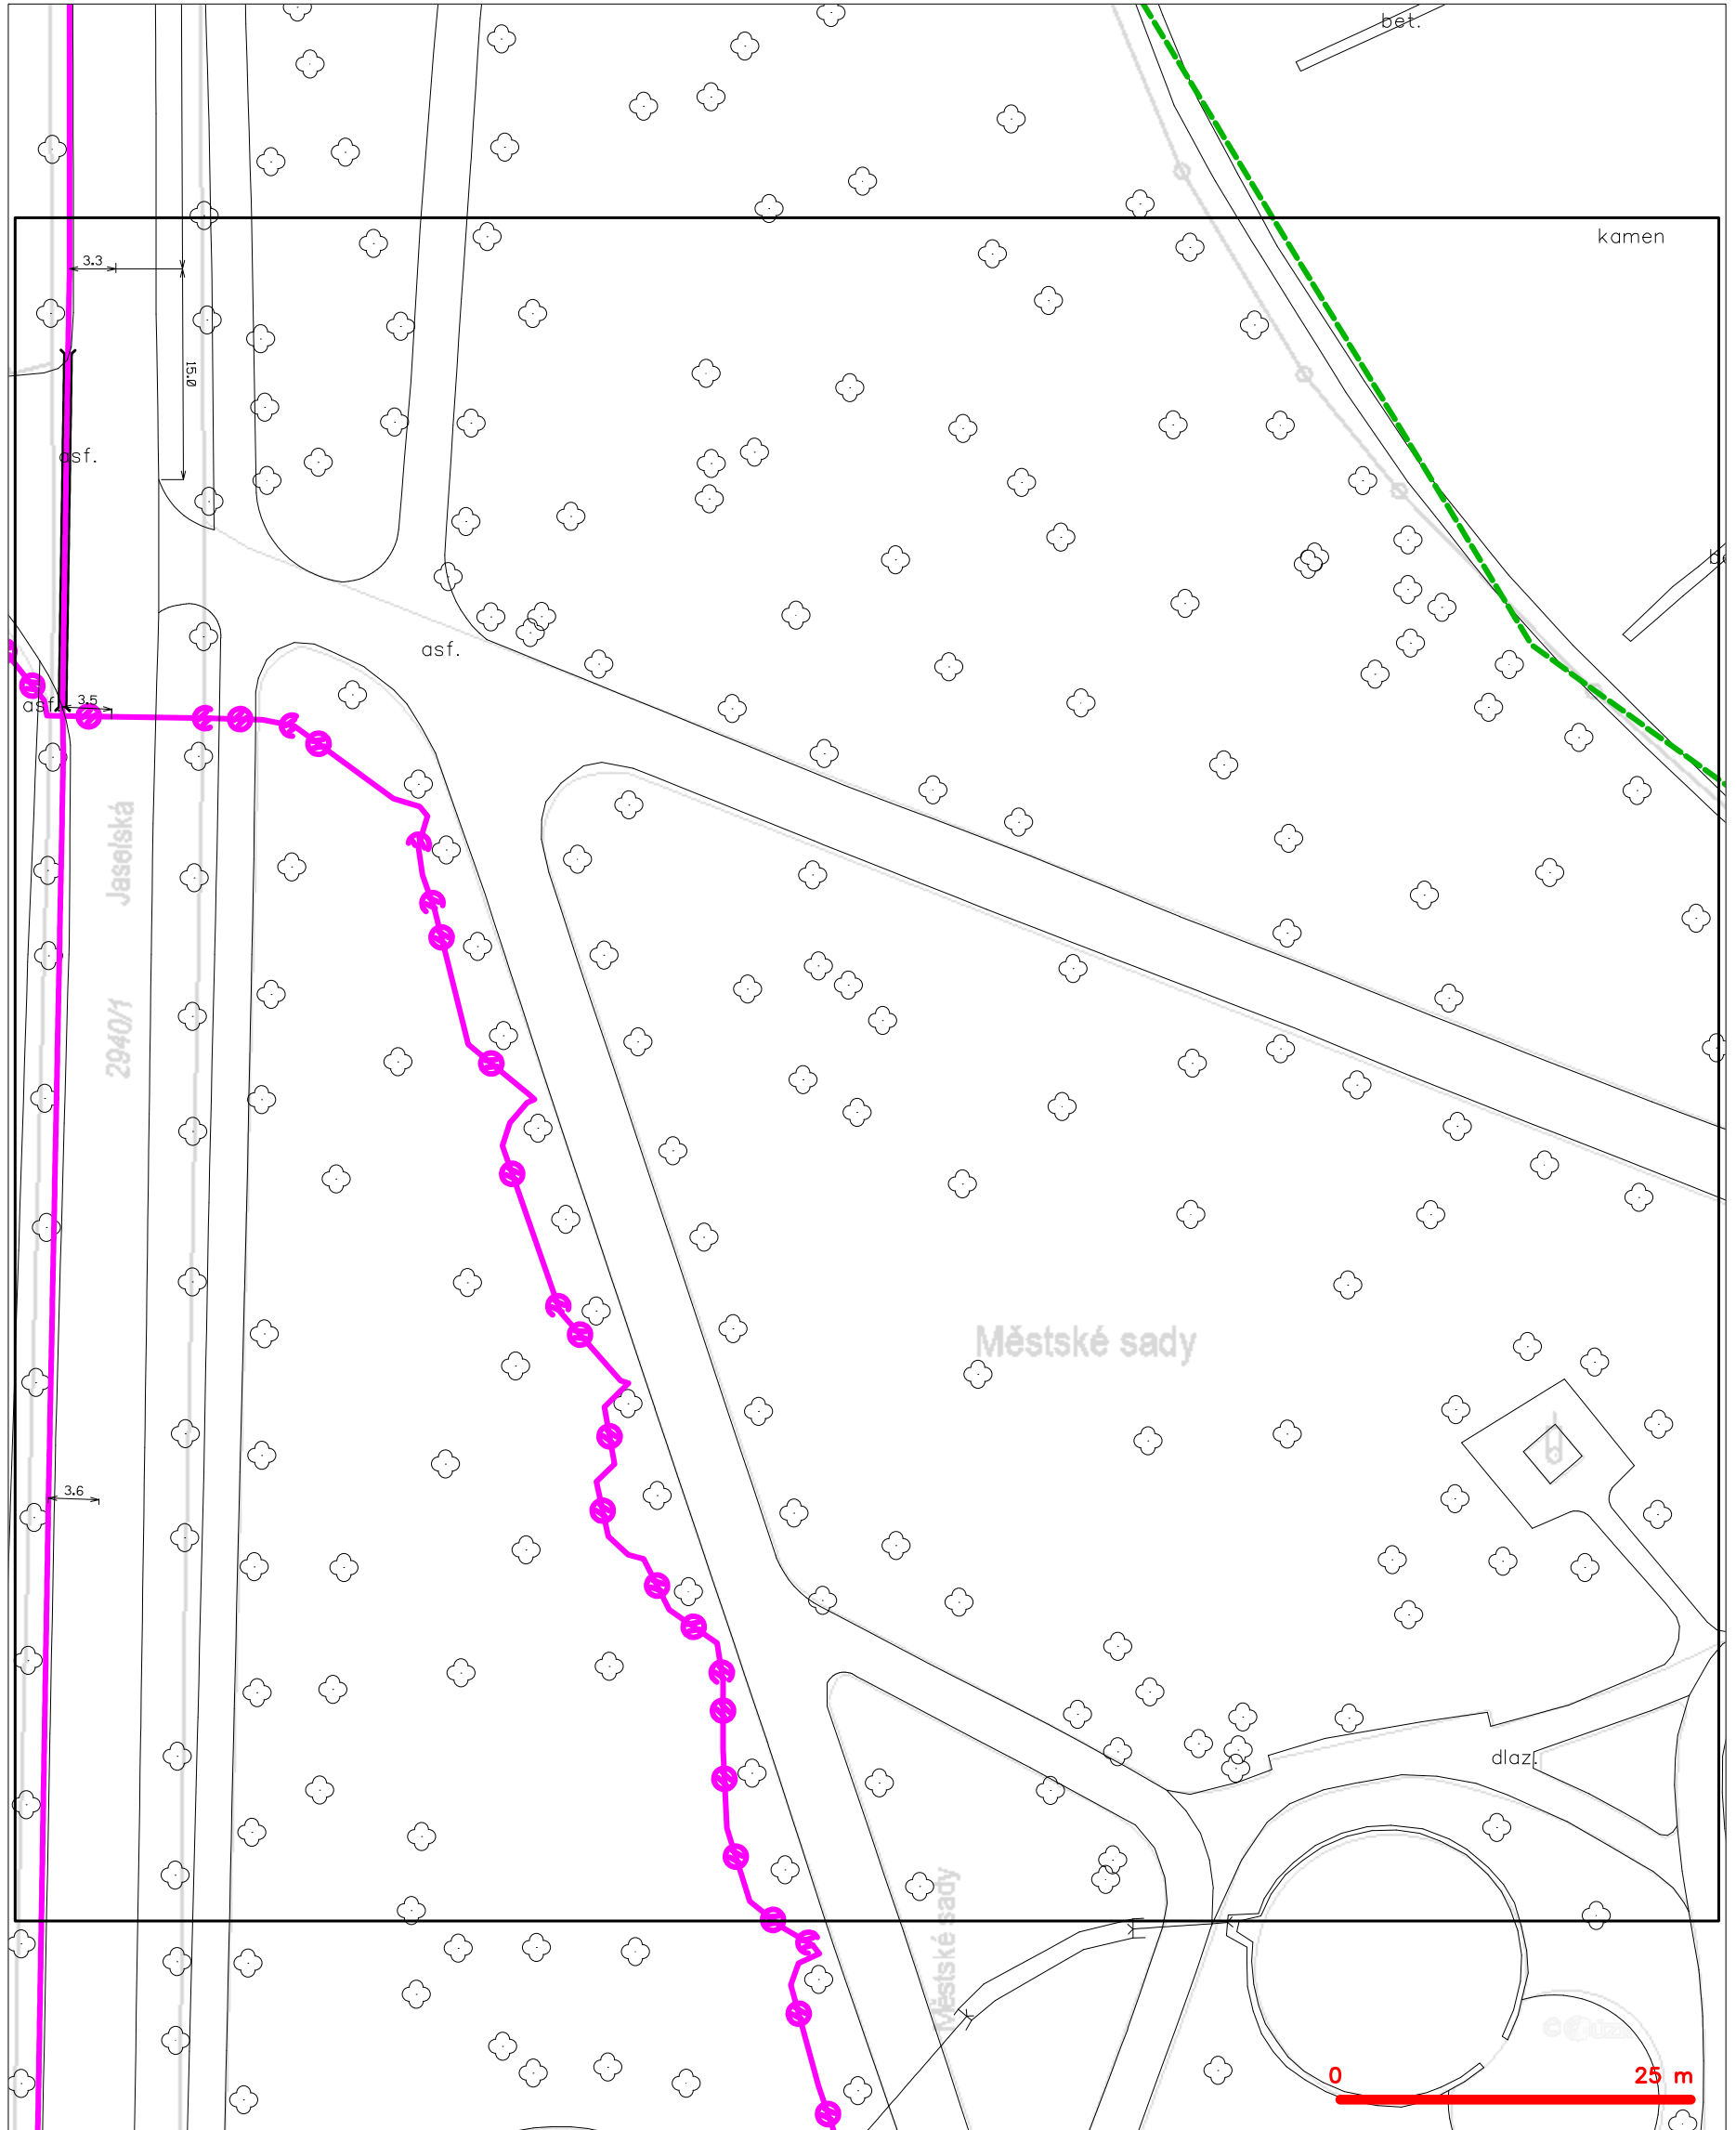 bet.
kamen
3.3
15.0
asf.
asf.
asf.
3.5
Jaselská
2940/1
Městské sady
3.6
dlaz.
Městské sady
0 25 m